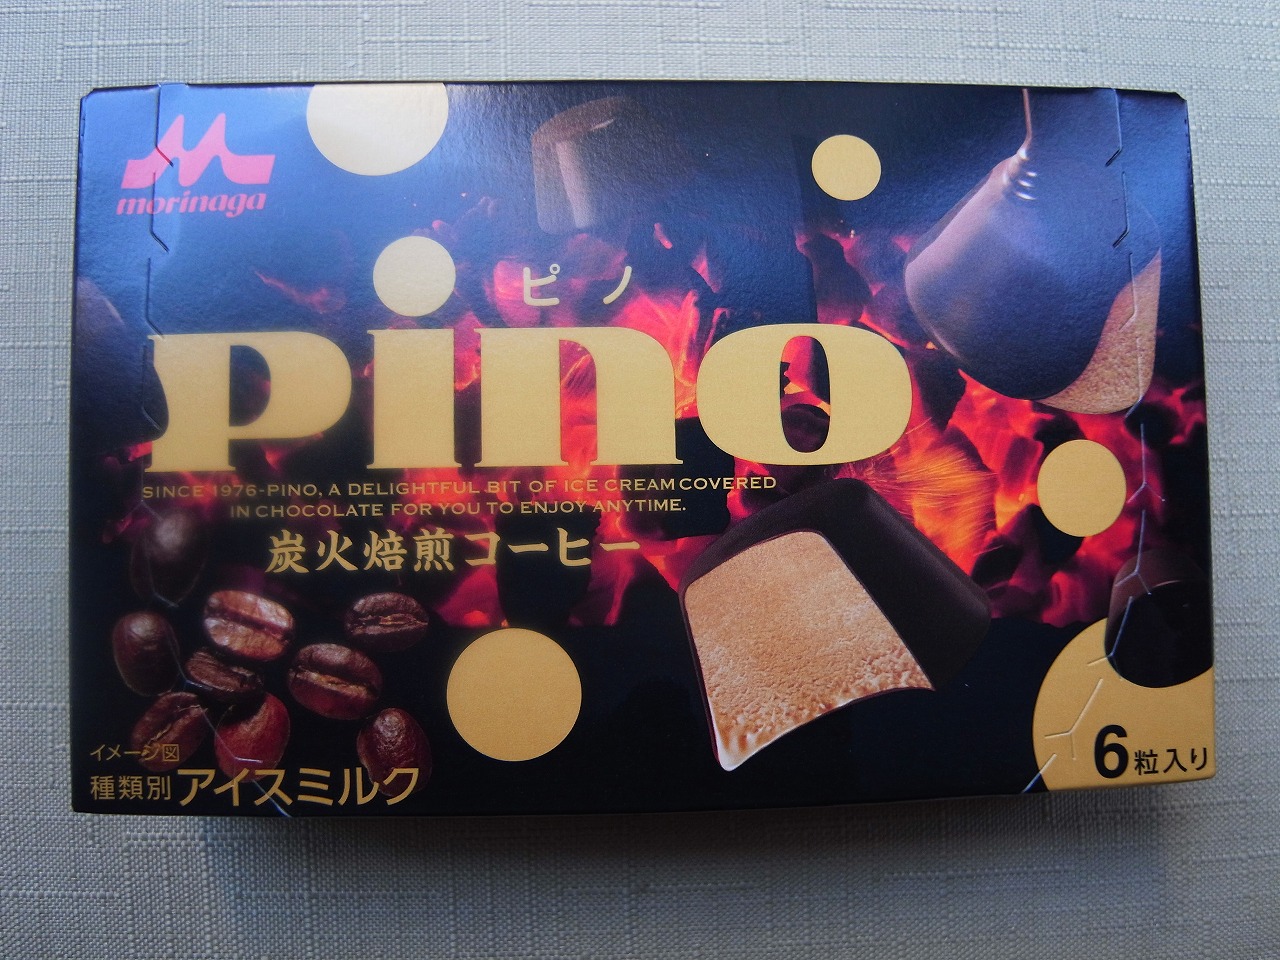 morinaga
ピノ
pino
SINCE 1976-PINO, A DELIGHTFUL BIT OF ICE CREAM COVERED
IN CHOCOLATE FOR YOU TO ENJOY ANYTIME.
炭火焙煎コーヒー
イメージ図
種類別アイスミルク
6粒入り